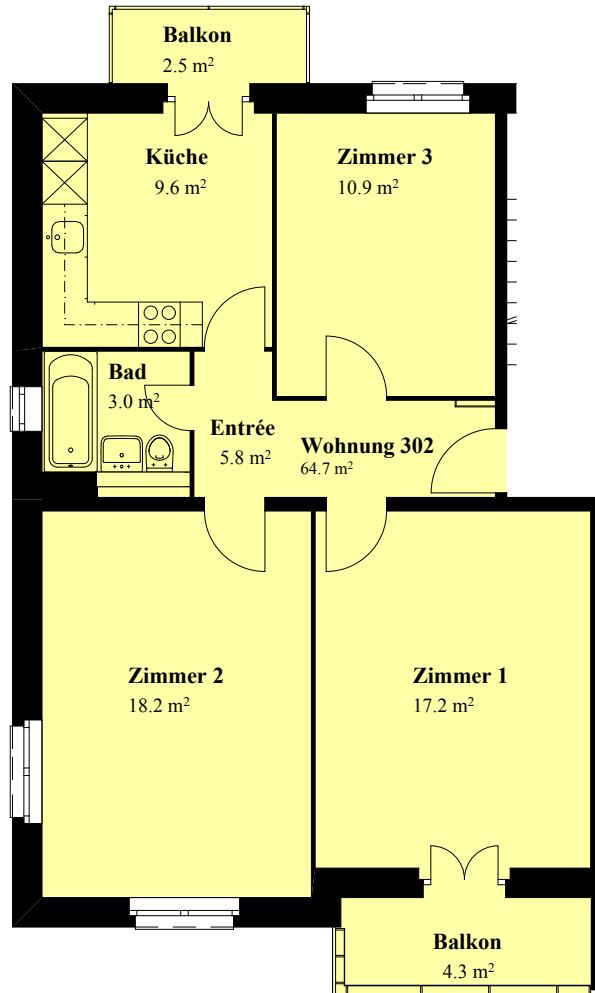 Balkon
2.5 m²
Küche
9.6 m²
Zimmer 3
10.9 m²
Bad
3.0 m²
Entrée
5.8 m²
Wohnung 302
64.7 m²
Zimmer 2
18.2 m²
Zimmer 1
17.2 m²
Balkon
4.3 m²